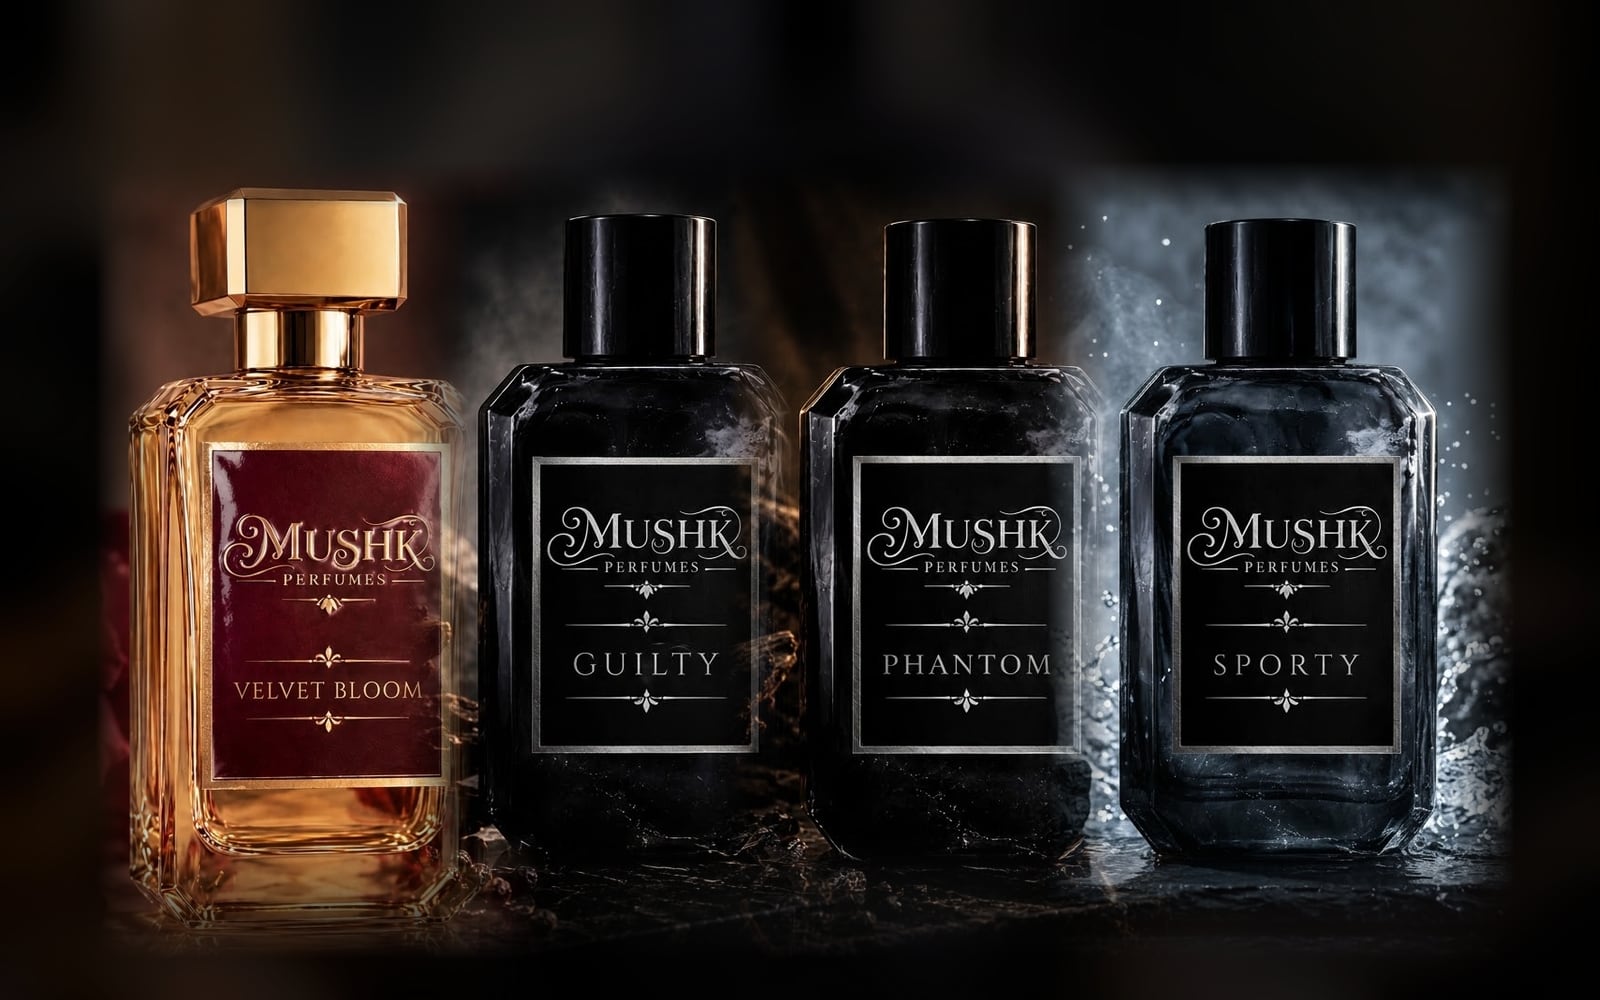 MUSHK
PERFUMES
VELVET BLOOM
MUSHK
PERFUMES
GUILTY
MUSHK
PERFUMES
PHANTOM
MUSHK
PERFUMES
SPORTY